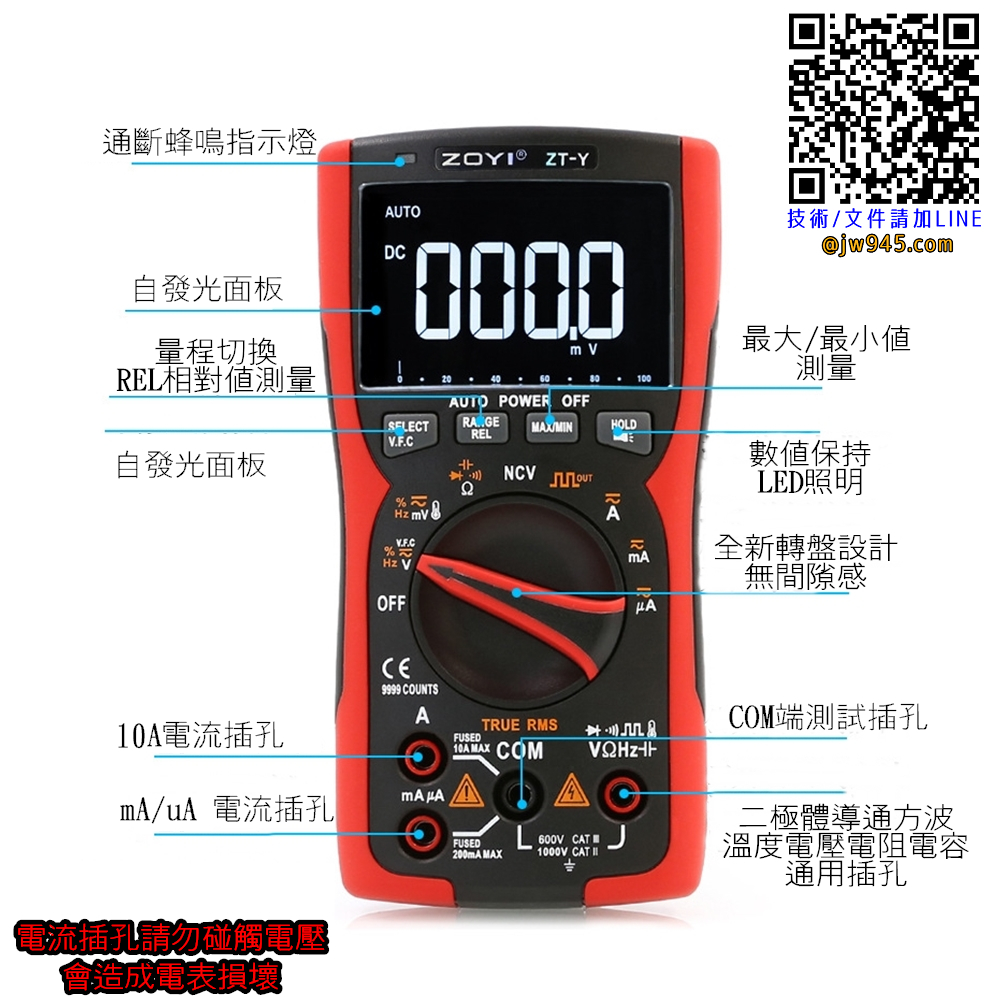 技術/文件請加LINE
@jw945.com
通斷蜂鳴指示燈
ZOYI® ZT-Y
AUTO
DC
000.0
m V
0 20 40 60 80 100
自發光面板
量程切換
REL相對值測量
最大/最小值
測量
AUTO POWER OFF
SELECT
V.F.C
RANGE
REL
MAX/MIN
HOLD
自發光面板
數值保持
LED照明
Ω
NCV
OUT
%
Hz
mV
A
V.F.C
%
Hz
V
mA
全新轉盤設計
無間隙感
OFF
μA
CE
9999 COUNTS
A
TRUE RMS
COM端測試插孔
10A電流插孔
FUSED
10A MAX
COM
VΩHz
mA/uA 電流插孔
mA μA
二極體導通方波
溫度電壓電阻電容
通用插孔
FUSED
200mA MAX
600V CAT III
1000V CAT II
電流插孔請勿碰觸電壓
會造成電表損壞